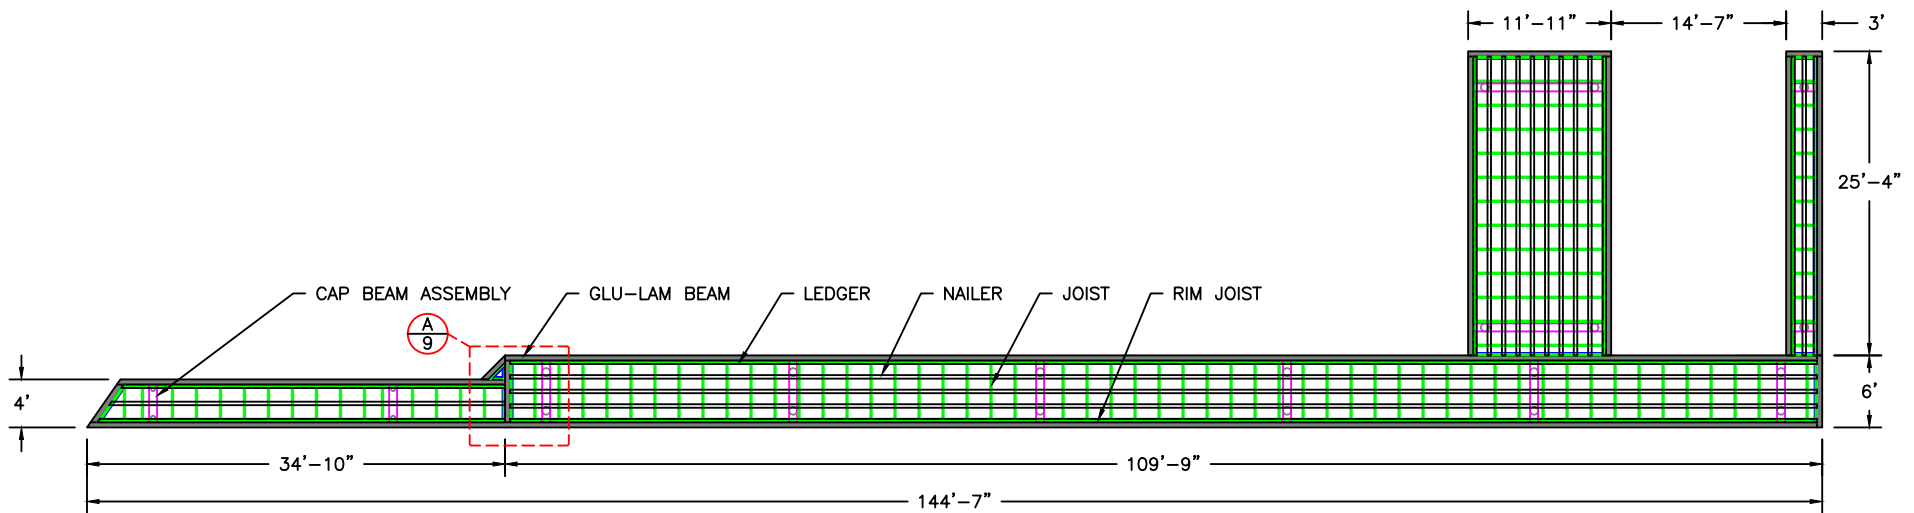 11'-11"
14'-7"
3'
25'-4"
CAP BEAM ASSEMBLY
GLU-LAM BEAM
LEDGER
NAILER
JOIST
RIM JOIST
A
9
4'
6'
34'-10"
109'-9"
144'-7"